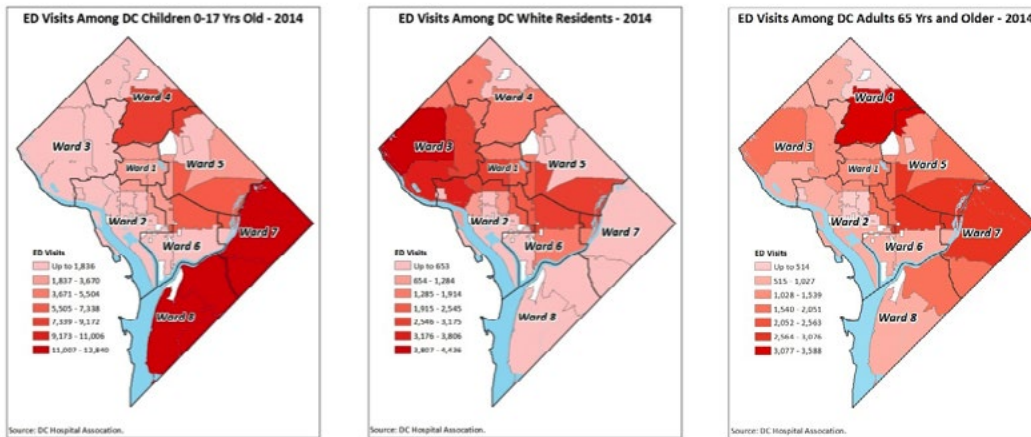 ED Visits Among DC Children 0-17 Yrs Old - 2014
Ward 4
Ward 3
Ward 1
Ward 5
Ward 2
Ward 7
Ward 6
Ward 8
ED Visits
Up to 1,836
1,837 - 3,670
3,671 - 5,504
5,505 - 7,338
7,339 - 9,172
9,173 - 11,006
Source: DC Hospital Assocation.
ED Visits Among DC White Residents - 2014
Ward 4
Ward 3
Ward 1
Ward 5
Ward 2
Ward 7
Ward 6
Ward 8
ED Visits
Up to 653
654 - 1,284
1,285 - 1,914
1,915 - 2,545
2,546 - 3,175
3,176 - 3,806
3,807 - 4,436
Source: DC Hospital Assocation.
ED Visits Among DC Adults 65 Yrs and Older - 2014
Ward 4
Ward 3
Ward 1
Ward 5
Ward 2
Ward 7
Ward 6
Ward 8
ED Visits
Up to 514
515 - 1,027
1,028 - 1,539
1,540 - 2,051
2,052 - 2,563
2,564 - 3,076
3,077 - 3,588
Source: DC Hospital Assocation.